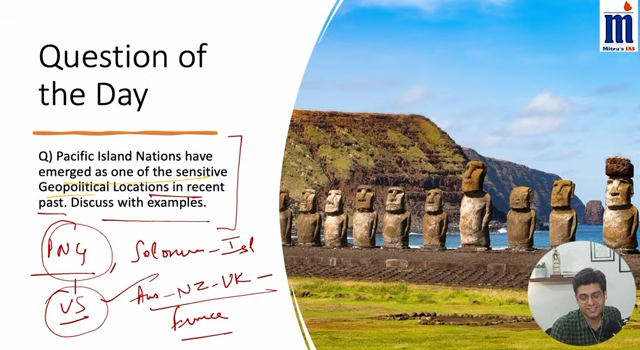 Question of
the Day
m
Mitra's IAS
Q) Pacific Island Nations have
emerged as one of the sensitive
Geopolitical Locations in recent
past. Discuss with examples.
PNG, Solomon-Isl
US Aus-NZ-UK-
france